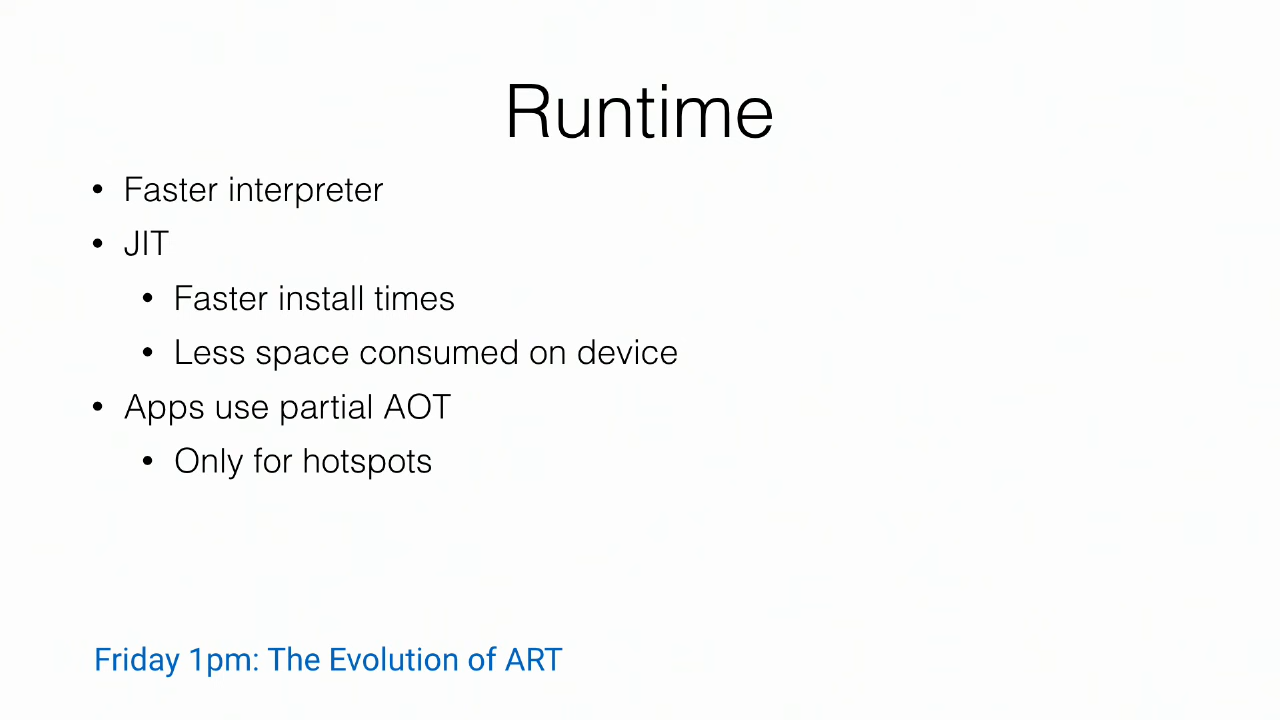 Runtime
• Faster interpreter
• JIT
• Faster install times
• Less space consumed on device
• Apps use partial AOT
• Only for hotspots
Friday 1pm: The Evolution of ART